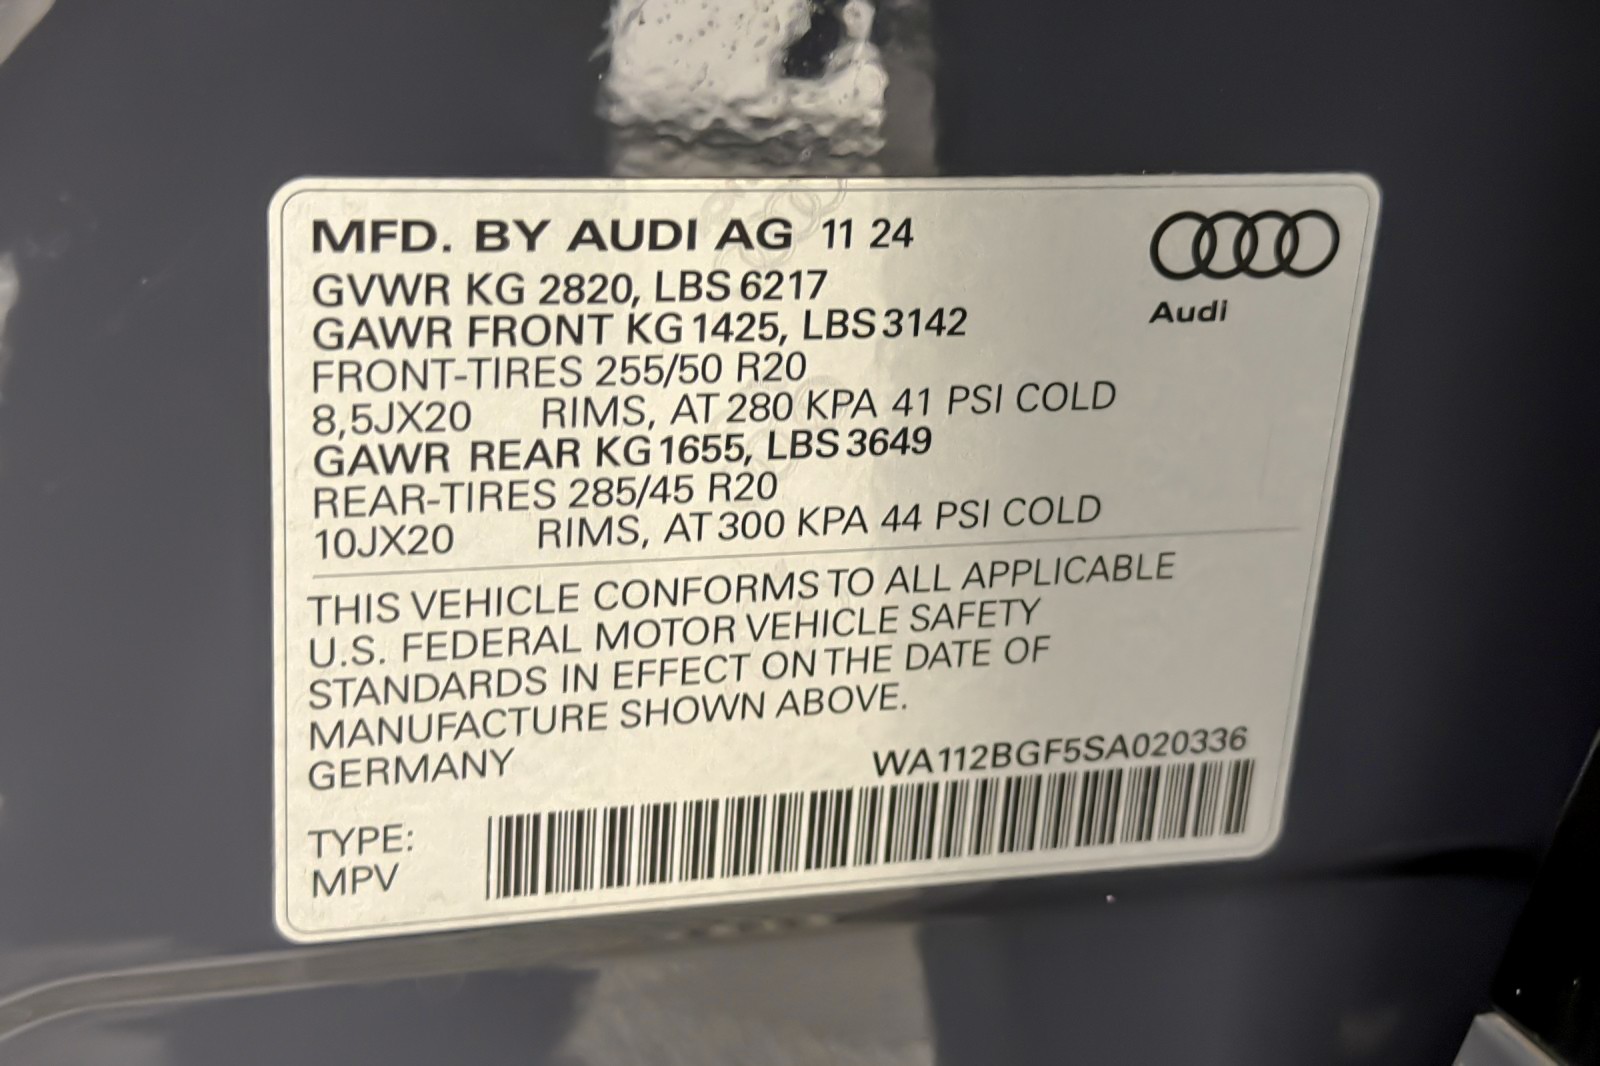 MFD. BY AUDI AG 11 24
GVWR KG 2820, LBS 6217
GAWR FRONT KG 1425, LBS 3142
FRONT-TIRES 255/50 R20
8,5JX20 RIMS, AT 280 KPA 41 PSI COLD
GAWR REAR KG 1655, LBS 3649
REAR-TIRES 285/45 R20
10JX20 RIMS, AT 300 KPA 44 PSI COLD
Audi
THIS VEHICLE CONFORMS TO ALL APPLICABLE
U.S. FEDERAL MOTOR VEHICLE SAFETY
STANDARDS IN EFFECT ON THE DATE OF
MANUFACTURE SHOWN ABOVE.
GERMANY
WA112BGF5SA020336
TYPE:
MPV